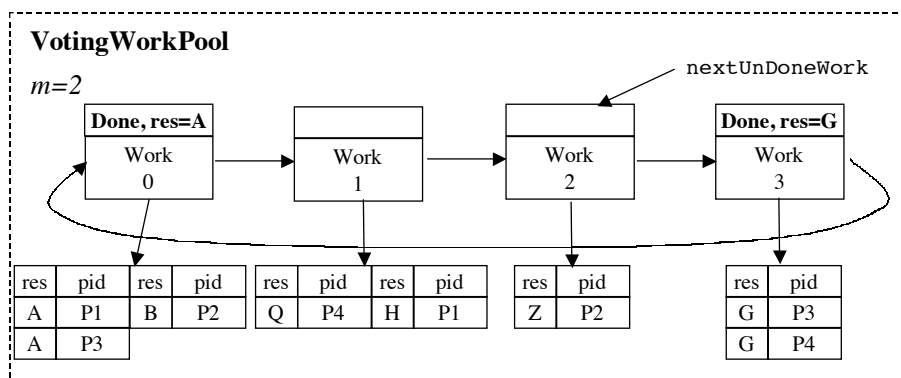 VotingWorkPool
m=2
nextUnDoneWork
Done, res=A
Done, res=G
Work
0
Work
1
Work
2
Work
3
res pid res pid
A P1 B P2
A P3
res pid res pid
Q P4 H P1
res pid
Z P2
res pid
G P3
G P4